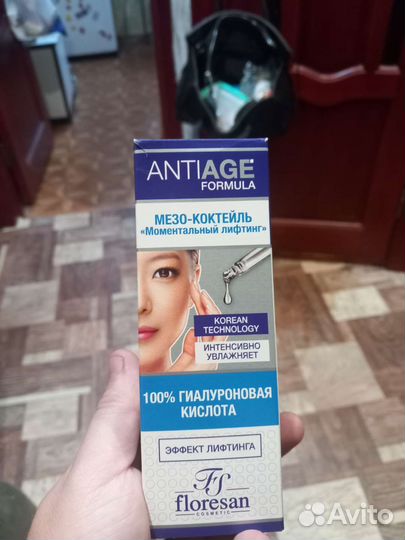 ANTIAGE
FORMULA
МЕЗО-КОКТЕЙЛЬ
«Моментальный лифтинг»
KOREAN
TECHNOLOGY
ИНТЕНСИВНО
УВЛАЖНЯЕТ
100% ГИАЛУРОНОВАЯ
КИСЛОТА
ЭФФЕКТ ЛИФТИНГА
FS
floresan
COSMETIC
Avito